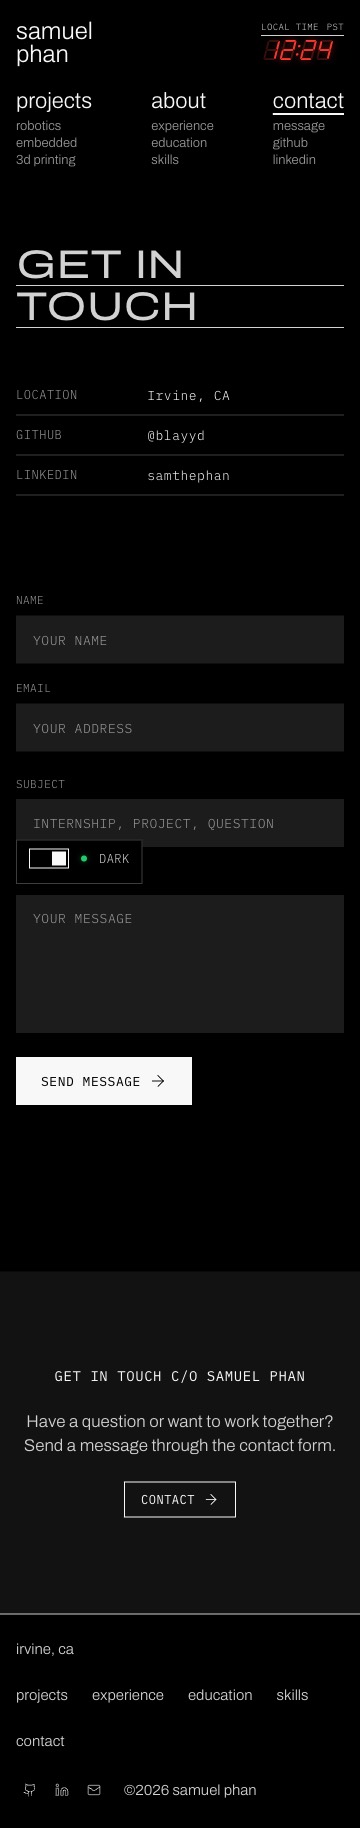 samuel
phan
LOCAL TIME PST
12:24
projects about contact
robotics experience message
embedded education github
3d printing skills linkedin
GET IN
TOUCH
LOCATION Irvine, CA
GITHUB @blayyd
LINKEDIN samthephan
NAME
YOUR NAME
EMAIL
YOUR ADDRESS
SUBJECT
INTERNSHIP, PROJECT, QUESTION
DARK
YOUR MESSAGE
SEND MESSAGE
GET IN TOUCH C/O SAMUEL PHAN
Have a question or want to work together?
Send a message through the contact form.
CONTACT
irvine, ca
projects experience education skills
contact
©2026 samuel phan